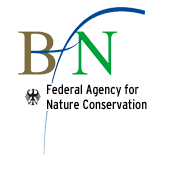 BfN
Federal Agency for
Nature Conservation